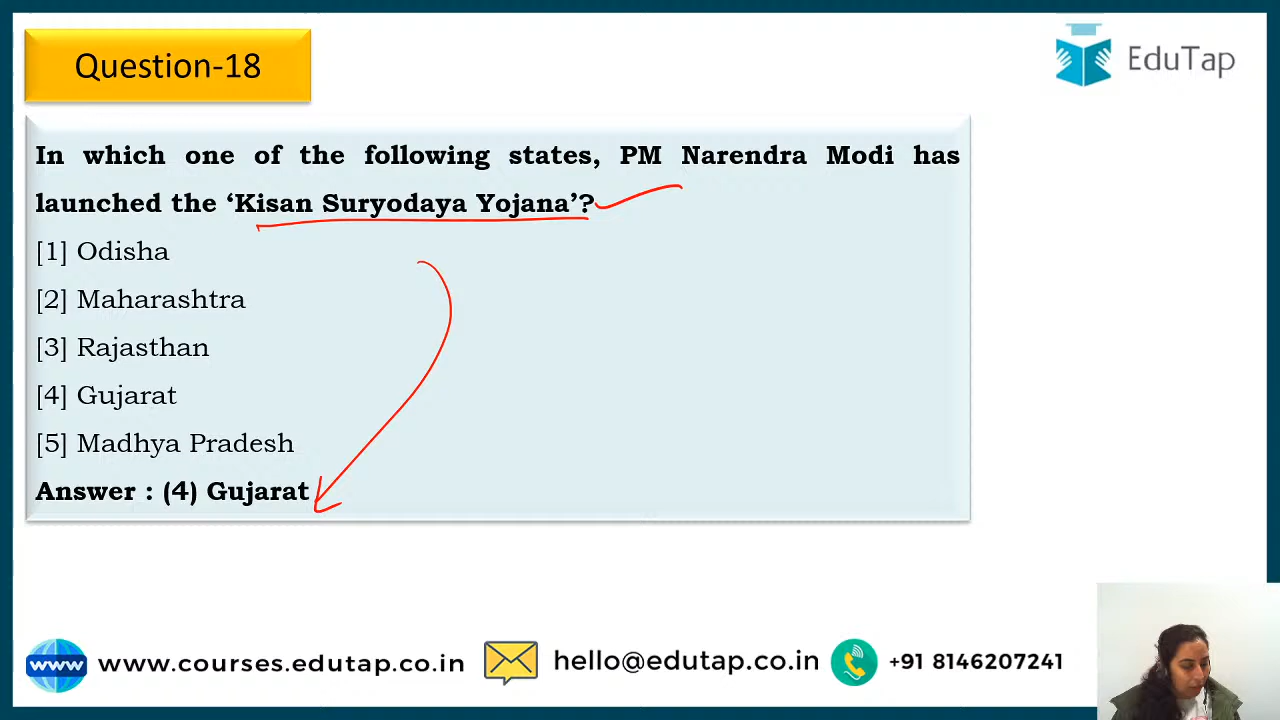 Question-18
EduTap
In which one of the following states, PM Narendra Modi has
launched the ‘Kisan Suryodaya Yojana’?
[1] Odisha
[2] Maharashtra
[3] Rajasthan
[4] Gujarat
[5] Madhya Pradesh
Answer : (4) Gujarat
www www.courses.edutap.co.in hello@edutap.co.in +91 8146207241